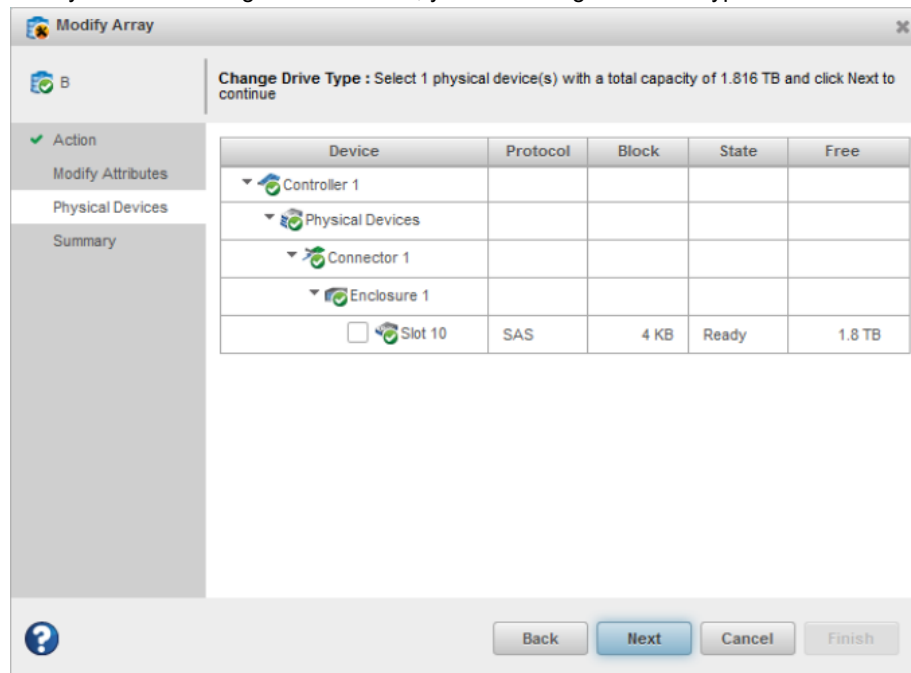 Modify Array
B
Change Drive Type : Select 1 physical device(s) with a total capacity of 1.816 TB and click Next to
continue
Action
Modify Attributes
Physical Devices
Summary
Device Protocol Block State Free
Controller 1
Physical Devices
Connector 1
Enclosure 1
Slot 10 SAS 4 KB Ready 1.8 TB
? Back Next Cancel Finish